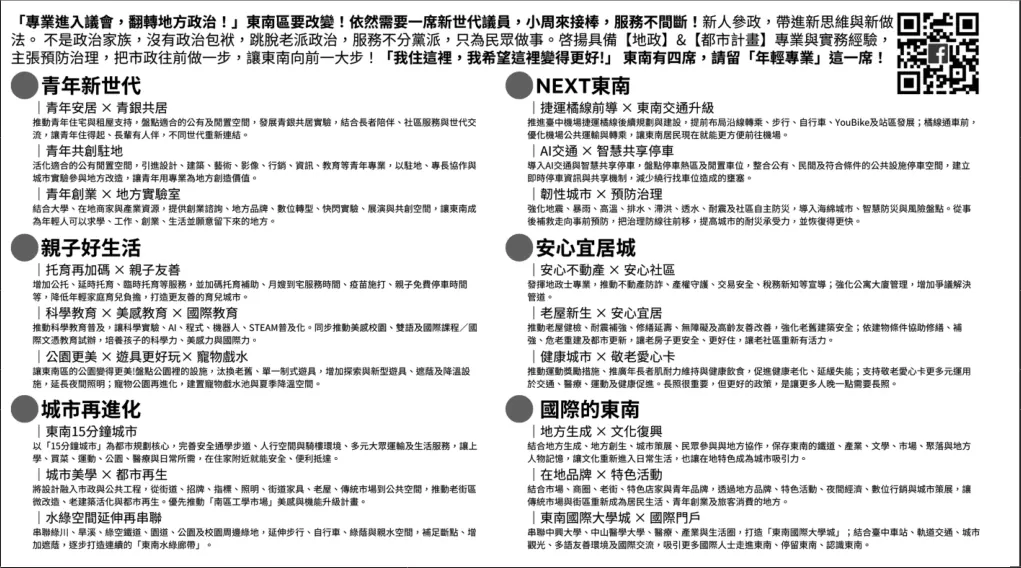 「專業進入議會，翻轉地方政治！」東南區要改變！依然需要一席新世代議員，小周來接棒，服務不間斷！新人參政，帶進新思維與新做
法。 不是政治家族，沒有政治包袱，跳脫老派政治，服務不分黨派，只為民眾做事。啓揚具備【地政】&【都市計畫】專業與實務經驗，
主張預防治理，把市政往前做一步，讓東南向前一大步！「我住這裡，我希望這裡變得更好!」 東南有四席，請留「年輕專業」這一席！
青年新世代
｜青年安居 × 青銀共居
推動青年住宅與租屋支持，盤點適合的公有及閒置空間，發展青銀共居實驗，結合長者陪伴、社區服務與世代交
流，讓青年住得起、長輩有人伴，不同世代重新連結。
｜青年共創駐地
活化適合的公有閒置空間，引進設計、建築、藝術、影像、行銷、資訊、教育等青年專業，以駐地、專長協作與
城市實驗參與地方改造，讓青年用專業為地方創造價值。
｜青年創業 × 地方實驗室
結合大學、在地商家與產業資源，提供創業諮詢、地方品牌、數位轉型、快閃實驗、展演與共創空間，讓東南成
為年輕人可以求學、工作、創業、生活並願意留下來的地方。
親子好生活
｜托育再加碼 × 親子友善
增加公托、延時托育、臨時托育等服務，並加碼托育補助、月嫂到宅服務時間、疫苗施打、親子免費停車時間
等，降低年輕家庭育兒負擔，打造更友善的育兒城市。
｜科學教育 × 美感教育 × 國際教育
推動科學教育普及，讓科學實驗、AI、程式、機器人、STEAM普及化。同步推動美感校園、雙語及國際課程／國
際文憑教育試辦，培養孩子的科學力、美感力與國際力。
｜公園更美 × 遊具更好玩× 寵物戲水
讓東南區的公園變得更美!盤點公園裡的設施，汰換老舊、單一制式遊具，增加探索與新型遊具、遮蔭及降溫設
施，延長夜間照明；寵物公園再進化，建置寵物戲水池與夏季降溫空間。
城市再進化
｜東南15分鐘城市
以「15分鐘城市」為都市規劃核心，完善安全通學步道、人行空間與騎樓環境、多元大眾運輸及生活服務，讓上
學、買菜、運動、公園、醫療與日常所需，在住家附近就能安全、便利抵達。
｜城市美學 × 都市再生
將設計融入市政與公共工程，從街道、招牌、指標、照明、街道家具、老屋、傳統市場到公共空間，推動老街區
微改造、老建築活化與都市再生。優先推動「南區工學市場」美感與機能升級計畫。
｜水綠空間延伸再串聯
串聯綠川、旱溪、綠空鐵道、園道、公園及校園周邊綠地，延伸步行、自行車、綠蔭與親水空間，補足斷點、增
加遮蔭，逐步打造連續的「東南水綠廊帶」。
NEXT東南
｜捷運橘線前導 × 東南交通升級
推進臺中機場捷運橘線後續規劃與建設，提前布局沿線轉乘、步行、自行車、YouBike及站區發展；橘線通車前，
優化機場公共運輸與轉乘，讓東南居民現在就能更方便前往機場。
｜AI交通 × 智慧共享停車
導入AI交通與智慧共享停車，盤點停車熱區及閒置車位，整合公有、民間及符合條件的公共設施停車空間，建立
即時停車資訊與共享機制，減少繞行找車位造成的壅塞。
｜韌性城市 × 預防治理
強化地震、暴雨、高溫、排水、滯洪、透水、耐震及社區自主防災，導入海綿城市、智慧防災與風險盤點。從事
後補救走向事前預防，把治理防線往前移，提高城市的耐災承受力，並恢復得更快。
安心宜居城
｜安心不動產 × 安心社區
發揮地政士專業，推動不動產防詐、產權守護、交易安全、稅務新知等宣導；強化公寓大廈管理，增加爭議解決
管道。
｜老屋新生 × 安心宜居
推動老屋健檢、耐震補強、修繕延壽、無障礙及高齡友善改善，強化老舊建築安全；依建物條件協助修繕、補
強、危老重建及都市更新，讓老房子更安全、更好住，讓老社區重新有活力。
｜健康城市 × 敬老愛心卡
推動運動獎勵措施、推廣年長者肌耐力維持與健康飲食，促進健康老化、延緩失能；支持敬老愛心卡更多元運用
於交通、醫療、運動及健康促進。長照很重要，但更好的政策，是讓更多人晚一點需要長照。
國際的東南
｜地方生成 × 文化復興
結合地方生成、地方創生、城市策展、民眾參與與地方協作，保存東南的鐵道、產業、文學、市場、聚落與地方
人物記憶，讓文化重新進入日常生活，也讓在地特色成為城市吸引力。
｜在地品牌 × 特色活動
結合市場、商圈、老街、特色店家與青年品牌，透過地方品牌、特色活動、夜間經濟、數位行銷與城市策展，讓
傳統市場與街區重新成為居民生活、青年創業及旅客消費的地方。
｜東南國際大學城 × 國際門戶
串聯中興大學、中山醫學大學、醫療、產業與生活圈，打造「東南國際大學城」；結合臺中車站、軌道交通、城市
觀光、多語友善環境及國際交流，吸引更多國際人士走進東南、停留東南、認識東南。